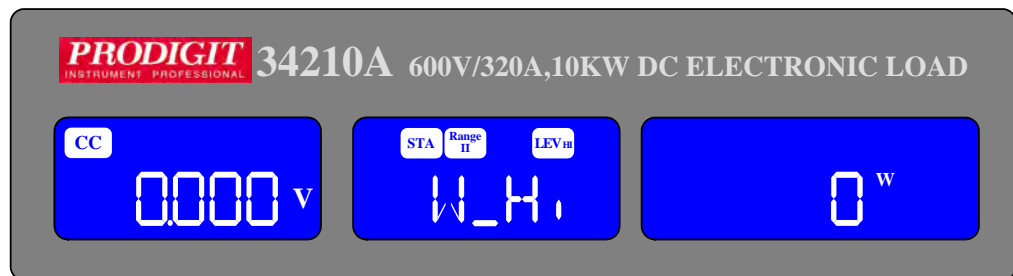 PRODIGIT
INSTRUMENT PROFESSIONAL
34210A 600V/320A,10KW DC ELECTRONIC LOAD
CC
0.000 V
STA Range II LEV HI
W_Hi
0 W